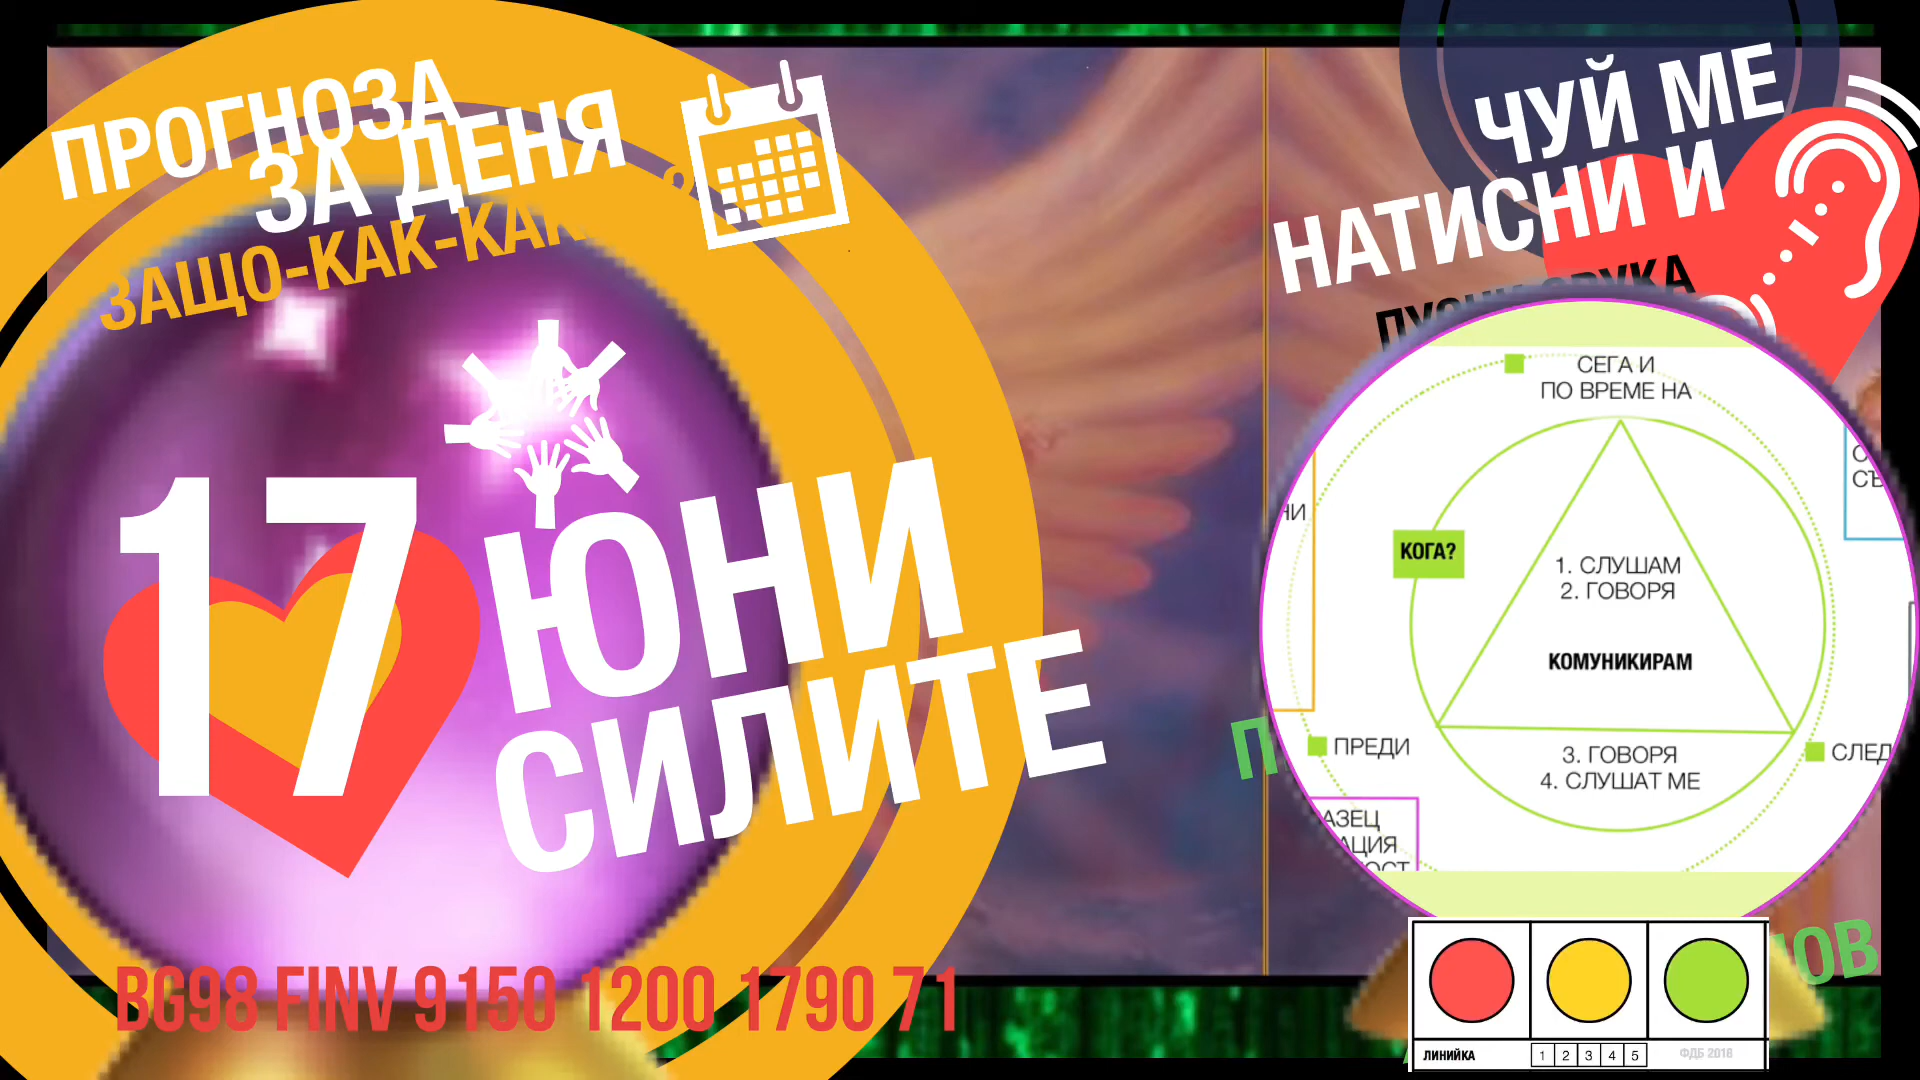 ПРОГНОЗА
ЗА ДЕНЯ
ЗАЩО-КАК-КАК
17
ЮНИ
СИЛИТЕ
BG98 FINV 9150 1200 1790 71
ЧУЙ МЕ
НАТИСНИ И
СЕГА И
ПО ВРЕМЕ НА
КОГА?
1. СЛУШАМ
2. ГОВОРЯ
КОМУНИКИРАМ
ПРЕДИ
СЛЕД
3. ГОВОРЯ
4. СЛУШАТ МЕ
ЛИНИЙКА
1 2 3 4 5
ФДБ 2018